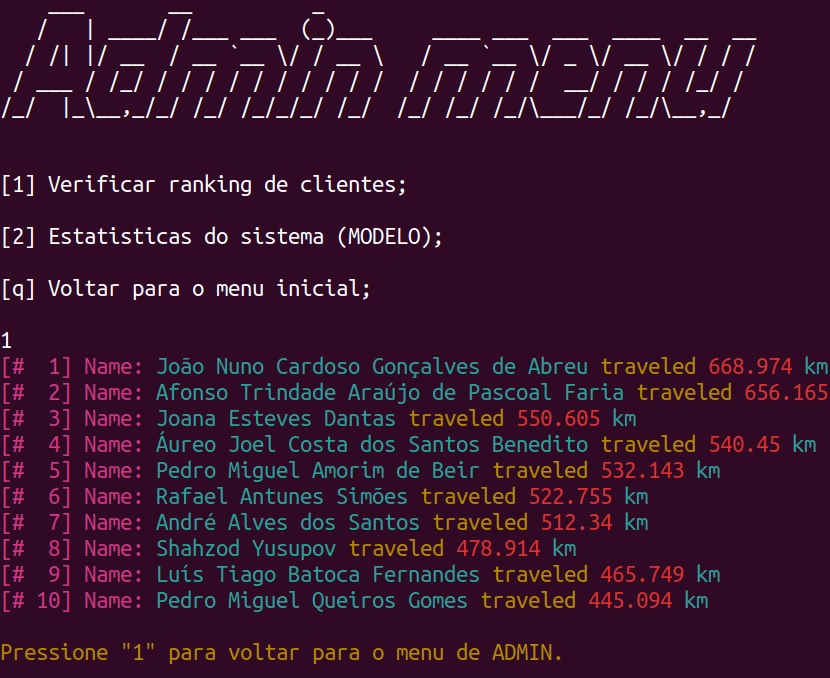 Admin menu
[1] Verificar ranking de clientes;
[2] Estatisticas do sistema (MODELO);
[q] Voltar para o menu inicial;
1
[#  1] Name: João Nuno Cardoso Gonçalves de Abreu traveled 668.974 km
[#  2] Name: Afonso Trindade Araújo de Pascoal Faria traveled 656.165
[#  3] Name: Joana Esteves Dantas traveled 550.605 km
[#  4] Name: Áureo Joel Costa dos Santos Benedito traveled 540.45 km
[#  5] Name: Pedro Miguel Amorim de Beir traveled 532.143 km
[#  6] Name: Rafael Antunes Simões traveled 522.755 km
[#  7] Name: André Alves dos Santos traveled 512.34 km
[#  8] Name: Shahzod Yusupov traveled 478.914 km
[#  9] Name: Luís Tiago Batoca Fernandes traveled 465.749 km
[# 10] Name: Pedro Miguel Queiros Gomes traveled 445.094 km
Pressione "1" para voltar para o menu de ADMIN.